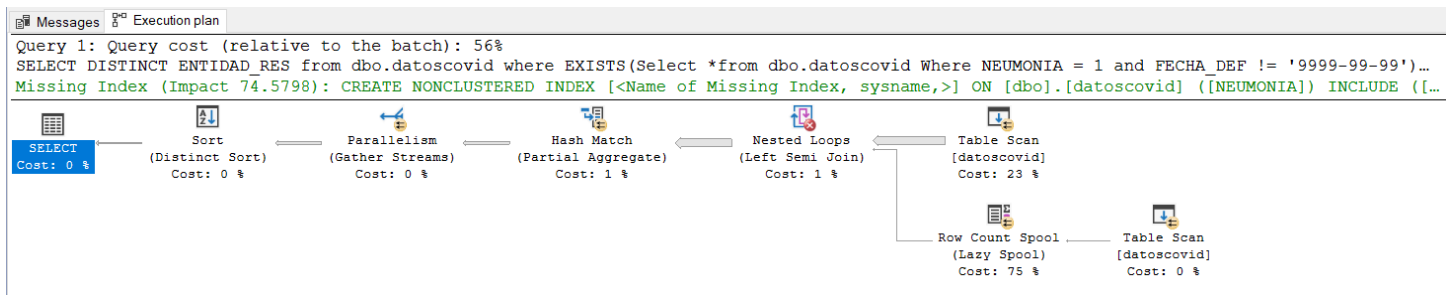 Messages Execution plan
Query 1: Query cost (relative to the batch): 56%
SELECT DISTINCT ENTIDAD_RES from dbo.datoscovid where EXISTS(Select *from dbo.datoscovid Where NEUMONIA = 1 and FECHA_DEF != '9999-99-99')…
Missing Index (Impact 74.5798): CREATE NONCLUSTERED INDEX [<Name of Missing Index, sysname,>] ON [dbo].[datoscovid] ([NEUMONIA]) INCLUDE ([…
SELECT
Cost: 0 %
Sort
(Distinct Sort)
Cost: 0 %
Parallelism
(Gather Streams)
Cost: 0 %
Hash Match
(Partial Aggregate)
Cost: 1 %
Nested Loops
(Left Semi Join)
Cost: 1 %
Table Scan
[datoscovid]
Cost: 23 %
Row Count Spool
(Lazy Spool)
Cost: 75 %
Table Scan
[datoscovid]
Cost: 0 %